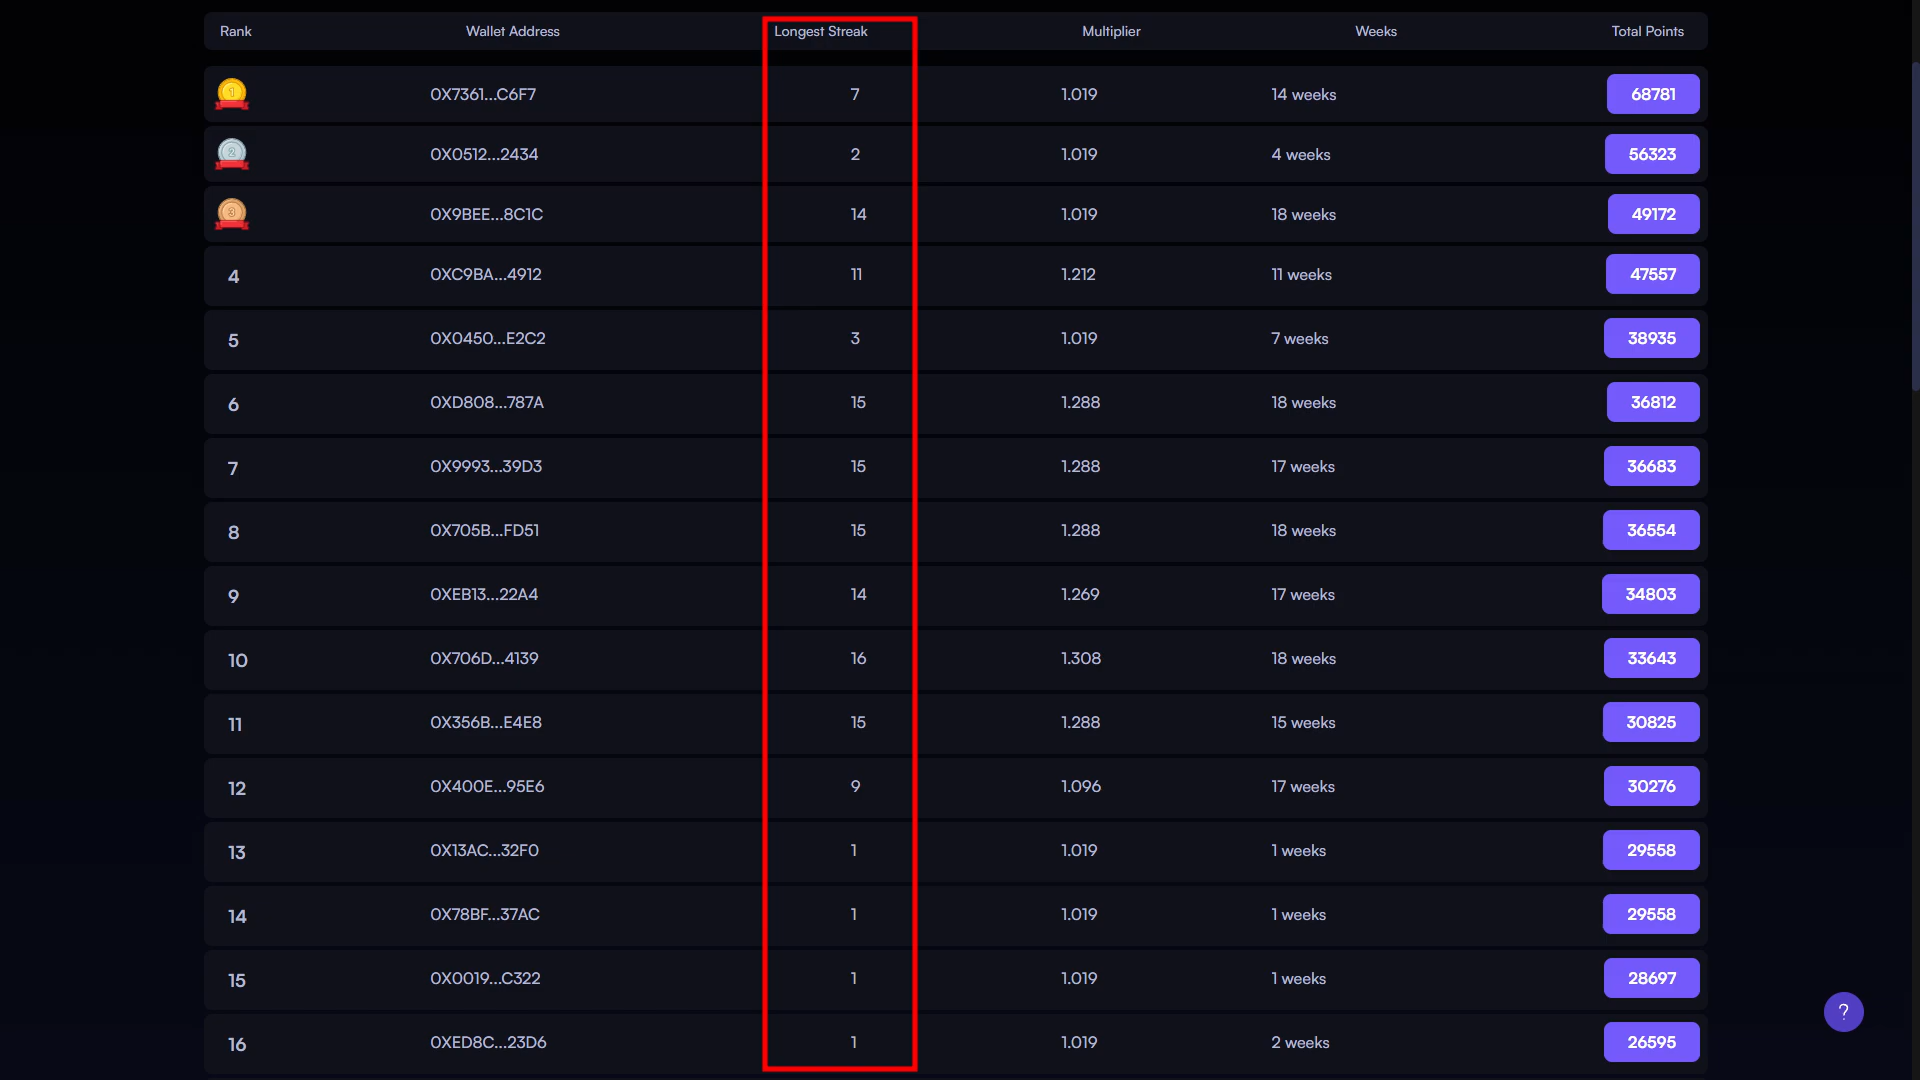 Rank Wallet Address Longest Streak Multiplier Weeks Total Points
1 0X7361...C6F7 7 1.019 14 weeks 68781
2 0X0512...2434 2 1.019 4 weeks 56323
3 0X9BEE...8C1C 14 1.019 18 weeks 49172
4 0XC9BA...4912 11 1.212 11 weeks 47557
5 0X0450...E2C2 3 1.019 7 weeks 38935
6 0XD808...787A 15 1.288 18 weeks 36812
7 0X9993...39D3 15 1.288 17 weeks 36683
8 0X705B...FD51 15 1.288 18 weeks 36554
9 0XEB13...22A4 14 1.269 17 weeks 34803
10 0X706D...4139 16 1.308 18 weeks 33643
11 0X356B...E4E8 15 1.288 15 weeks 30825
12 0X400E...95E6 9 1.096 17 weeks 30276
13 0X13AC...32F0 1 1.019 1 weeks 29558
14 0X78BF...37AC 1 1.019 1 weeks 29558
15 0X0019...C322 1 1.019 1 weeks 28697
16 0XED8C...23D6 1 1.019 2 weeks 26595
?